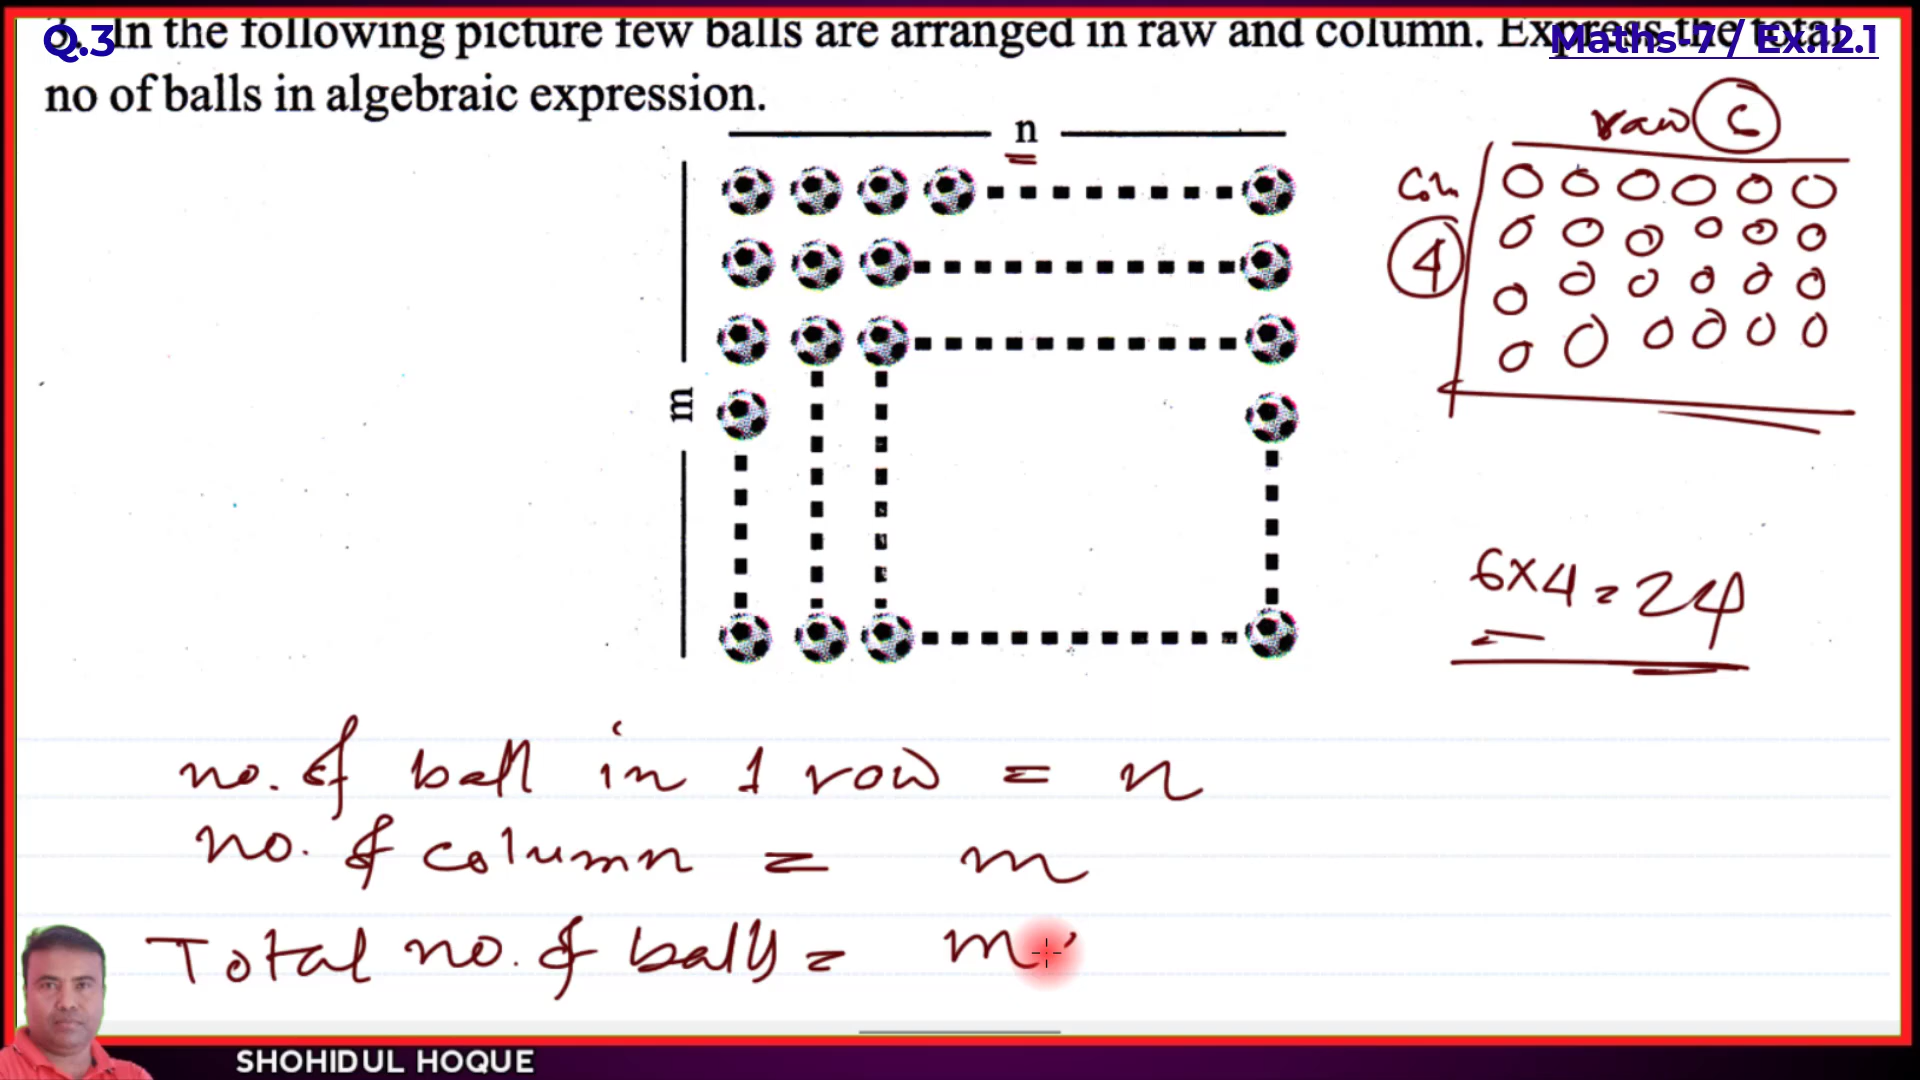 3. In the following picture few balls are arranged in raw and column. Express the total
Q.3
Maths-7 / Ex.12.1
no of balls in algebraic expression.
n
m
raw 6
Colm
4
6x4 = 24
no. of ball in 1 row = n
no. of column = m
Total no. of balls = m
SHOHIDUL HOQUE